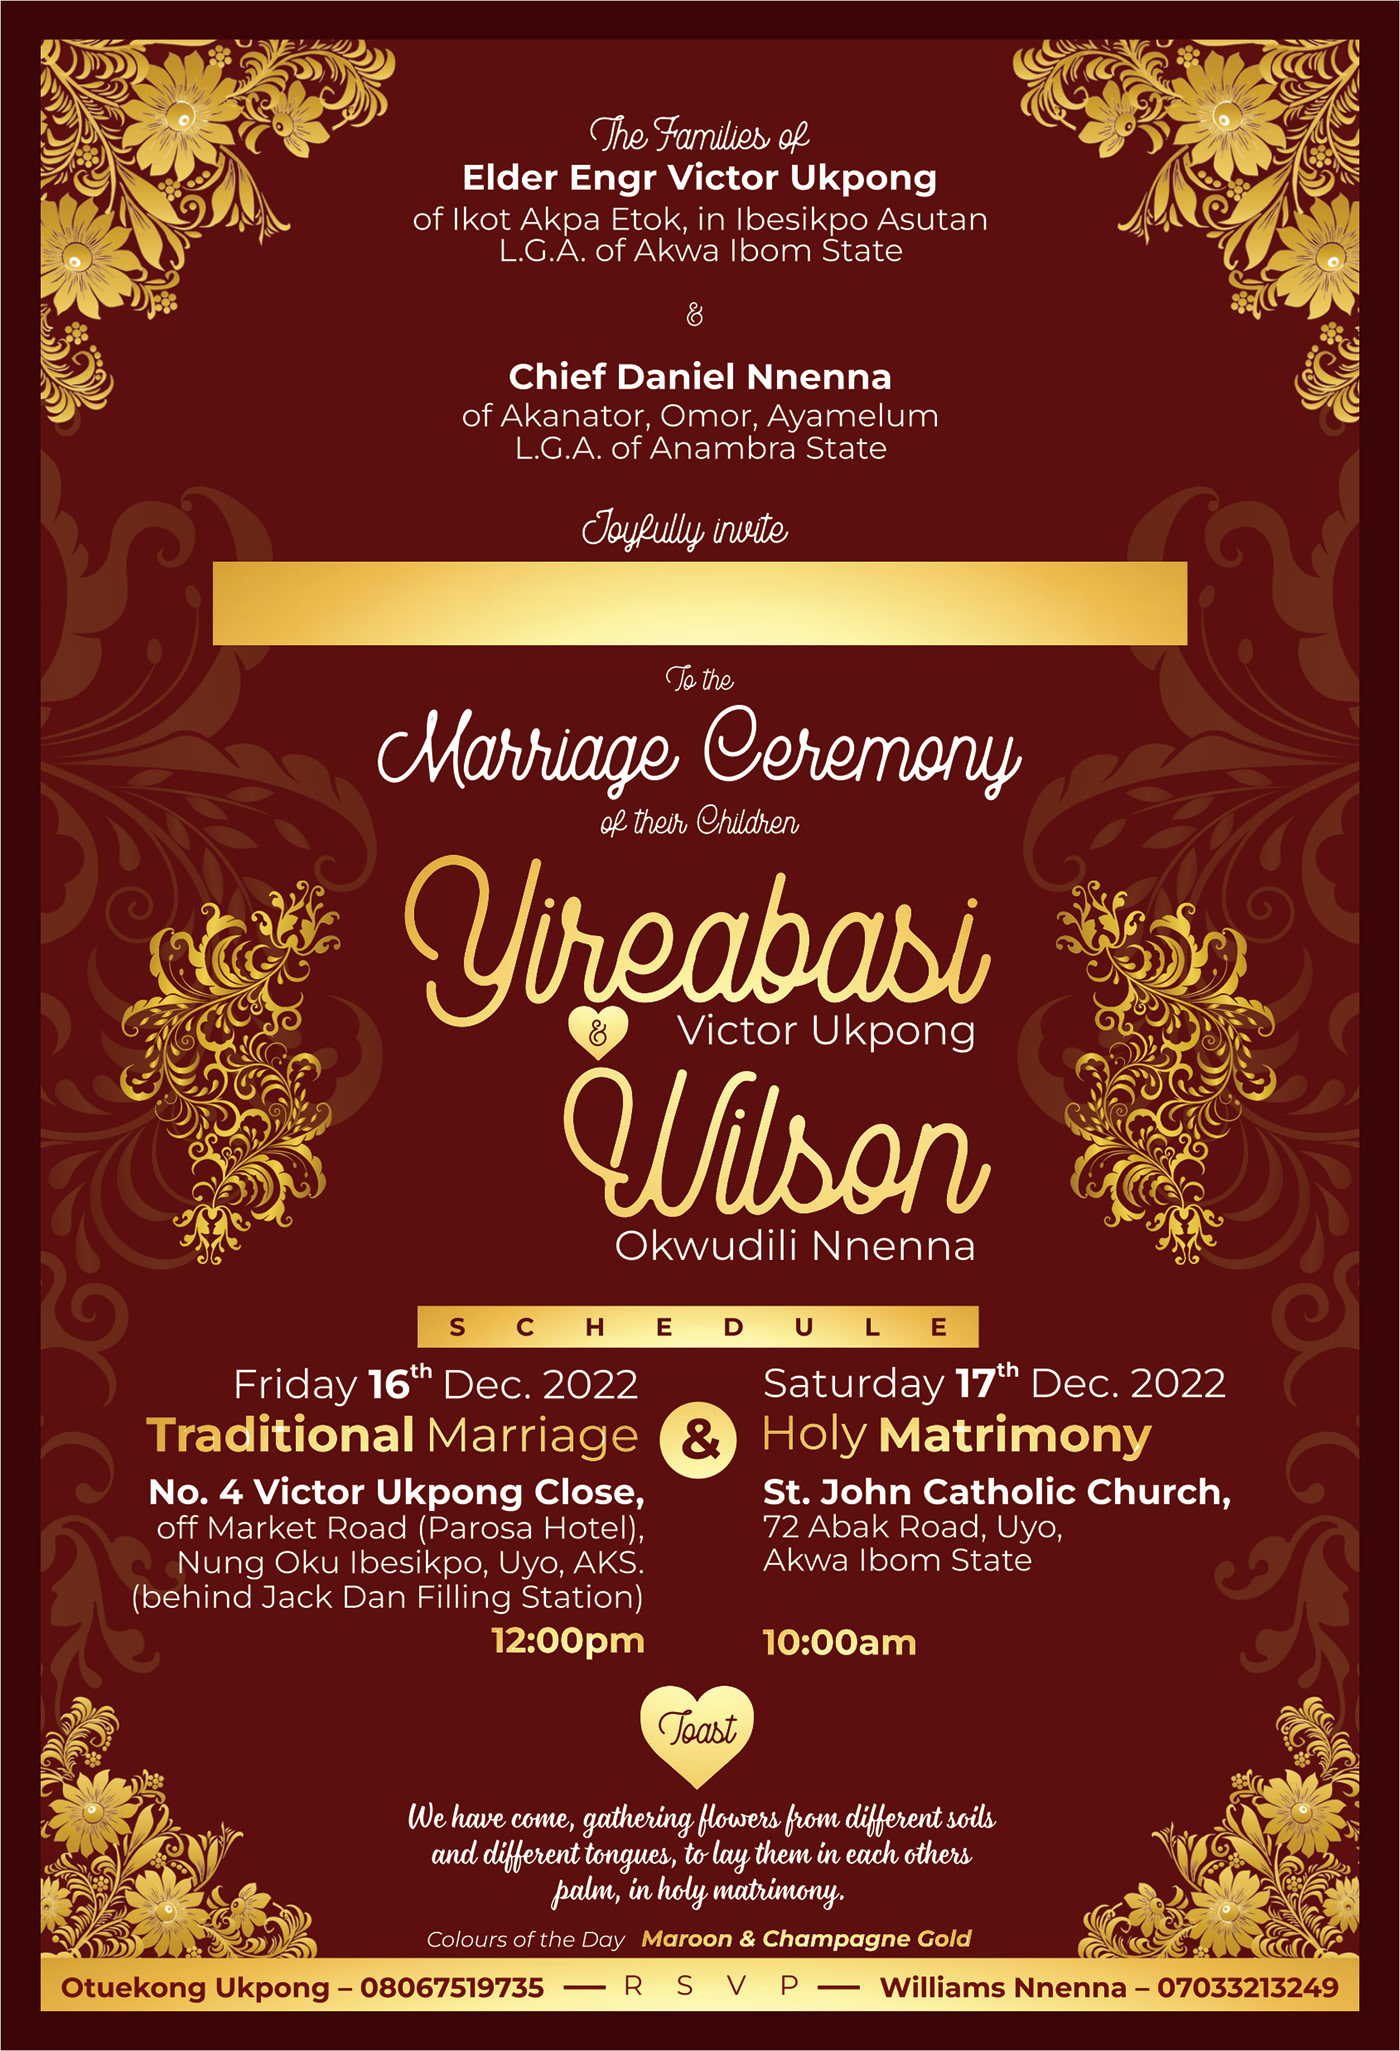 The Families of
Elder Engr Victor Ukpong
of Ikot Akpa Etok, in Ibesikpo Asutan
L.G.A. of Akwa Ibom State
&
Chief Daniel Nnenna
of Akanator, Omor, Ayamelum
L.G.A. of Anambra State
Joyfully invite
To the
Marriage Ceremony
of their Children
Yireabasi
& Victor Ukpong
Wilson
Okwudili Nnenna
SCHEDULE
Friday 16th Dec. 2022
Traditional Marriage
No. 4 Victor Ukpong Close,
off Market Road (Parosa Hotel),
Nung Oku Ibesikpo, Uyo, AKS.
(behind Jack Dan Filling Station)
12:00pm
&
Saturday 17th Dec. 2022
Holy Matrimony
St. John Catholic Church,
72 Abak Road, Uyo,
Akwa Ibom State
10:00am
Toast
We have come, gathering flowers from different soils
and different tongues, to lay them in each others
palm, in holy matrimony.
Colours of the Day Maroon & Champagne Gold
Otuekong Ukpong – 08067519735 — RSVP — Williams Nnenna – 07033213249